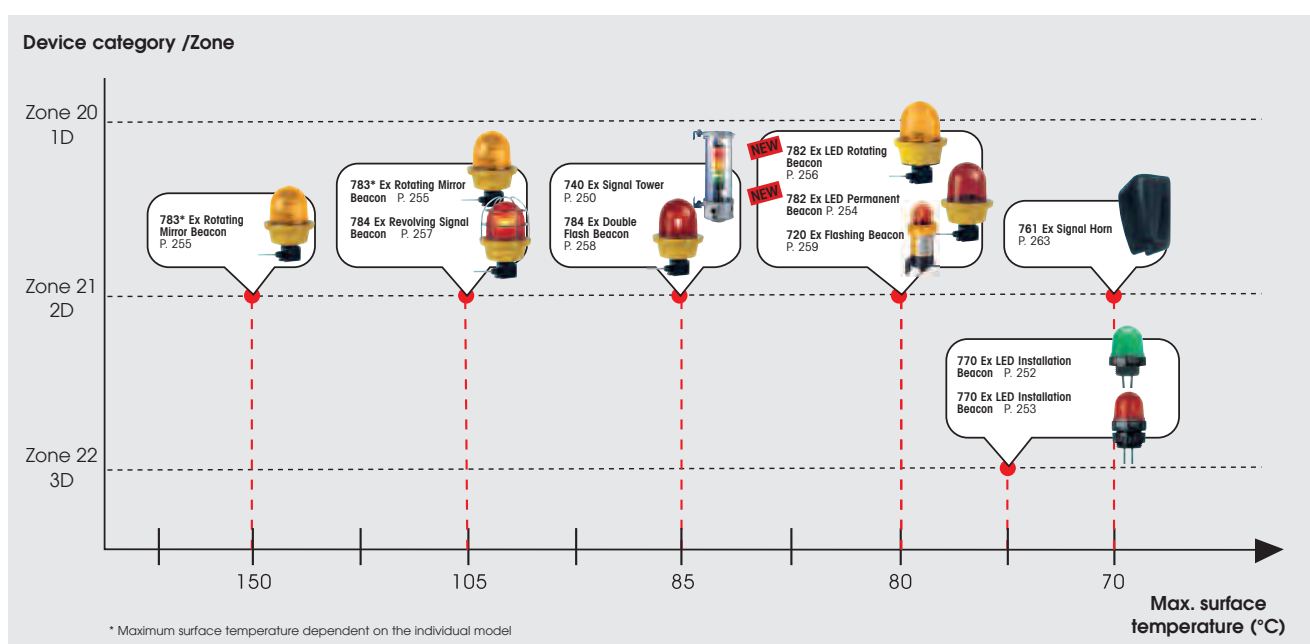 Device category /Zone
Zone 20
1D
783* Ex Rotating
Mirror Beacon
P. 255
783* Ex Rotating Mirror
Beacon P. 255
784 Ex Revolving Signal
Beacon P. 257
740 Ex Signal Tower
P. 250
784 Ex Double
Flash Beacon
P. 258
NEW
782 Ex LED Rotating
Beacon
P. 256
NEW
782 Ex LED Permanent
Beacon P. 254
720 Ex Flashing Beacon
P. 259
761 Ex Signal Horn
P. 263
Zone 21
2D
770 Ex LED Installation
Beacon P. 252
770 Ex LED Installation
Beacon P. 253
Zone 22
3D
150
105
85
80
70
Max. surface
temperature (°C)
* Maximum surface temperature dependent on the individual model